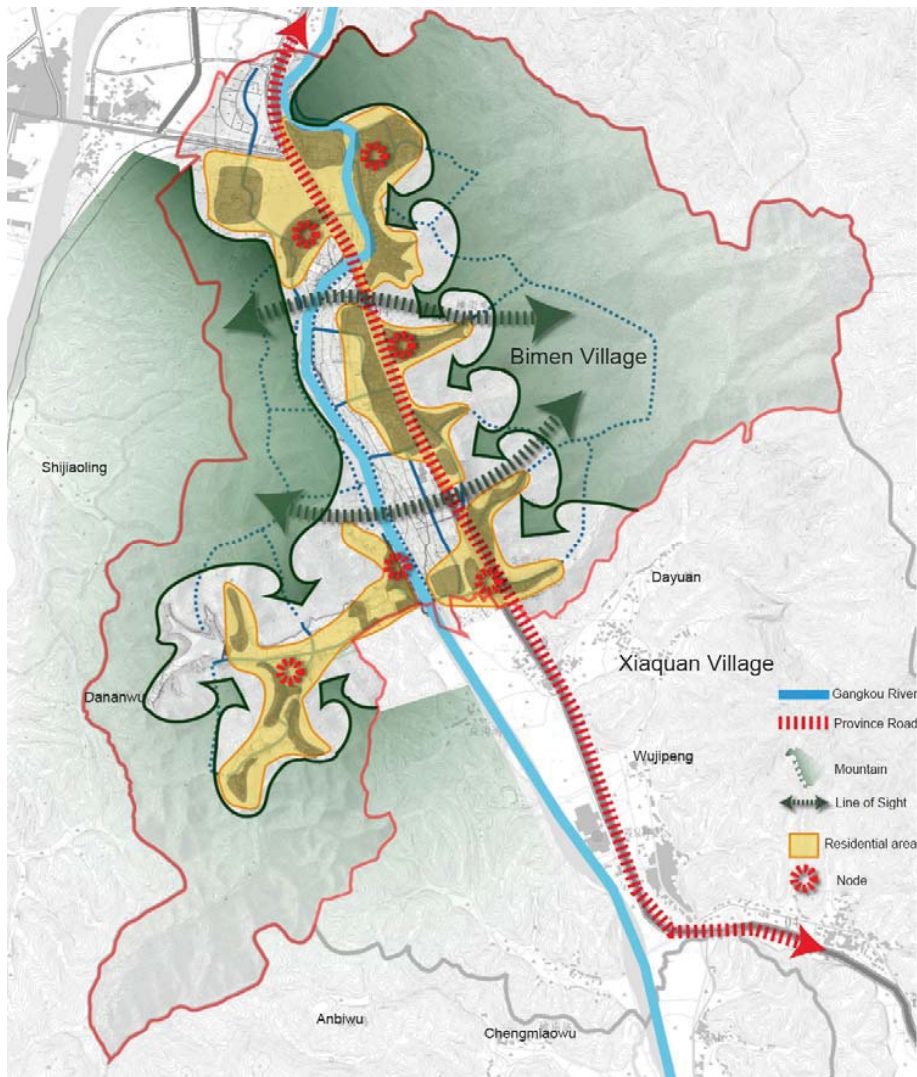 Bimen Village
Shijiaoling
Dayuan
Xiaquan Village
Dananwu
Gangkou River
Province Road
Wujipeng
Mountain
Line of Sight
Residential area
Node
Anbiwu
Chengmiaowu